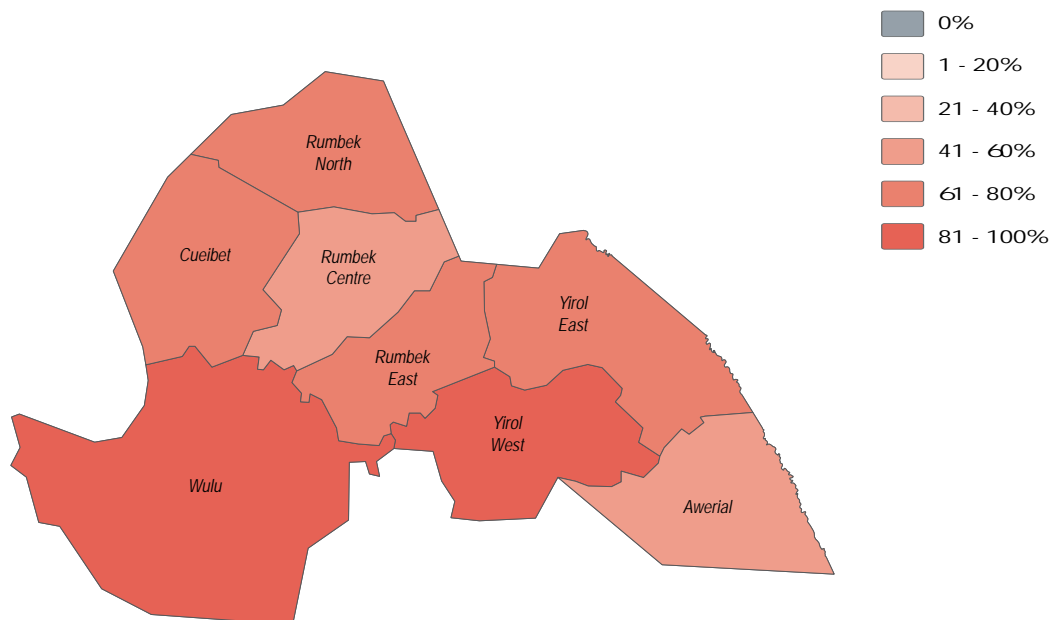 0%
1 - 20%
21 - 40%
41 - 60%
61 - 80%
81 - 100%
Rumbek
North
Cueibet
Rumbek
Centre
Yirol
East
Rumbek
East
Yirol
West
Wulu
Awerial